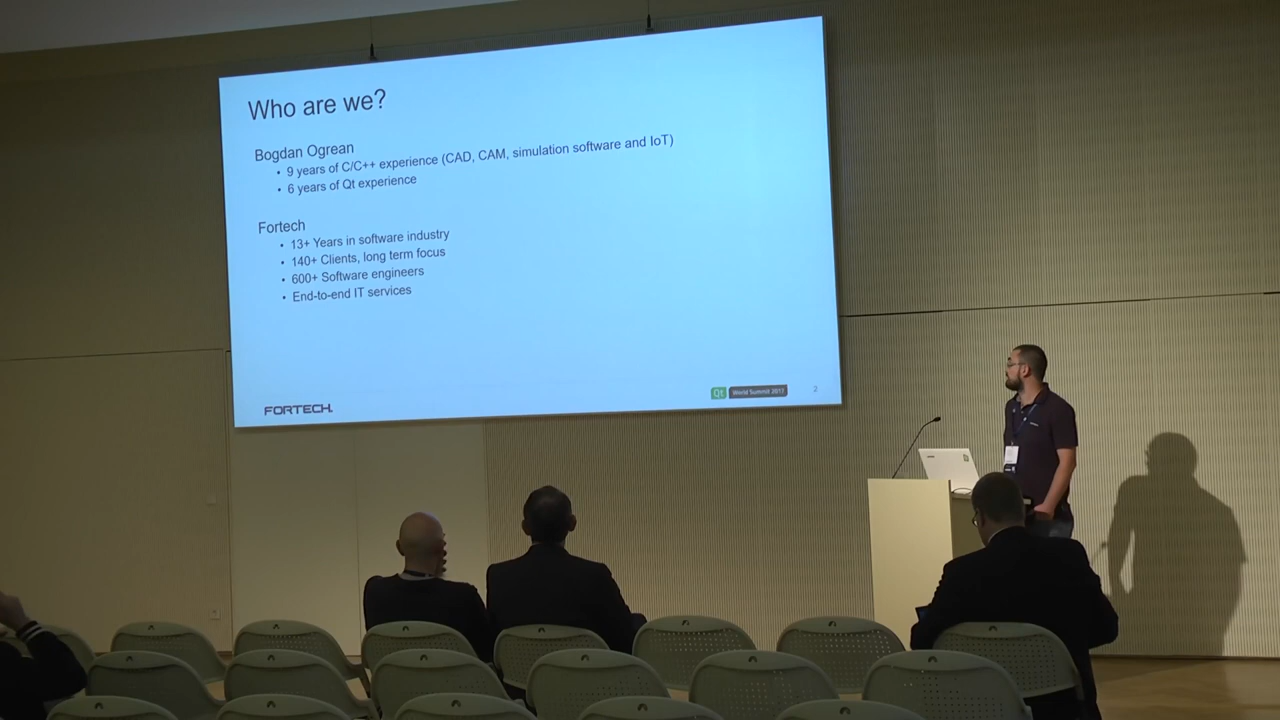 Who are we?
Bogdan Ogrean
• 9 years of C/C++ experience (CAD, CAM, simulation software and IoT)
• 6 years of Qt experience
Fortech
• 13+ Years in software industry
• 140+ Clients, long term focus
• 600+ Software engineers
• End-to-end IT services
FORTECH.
Qt World Summit 2017
2